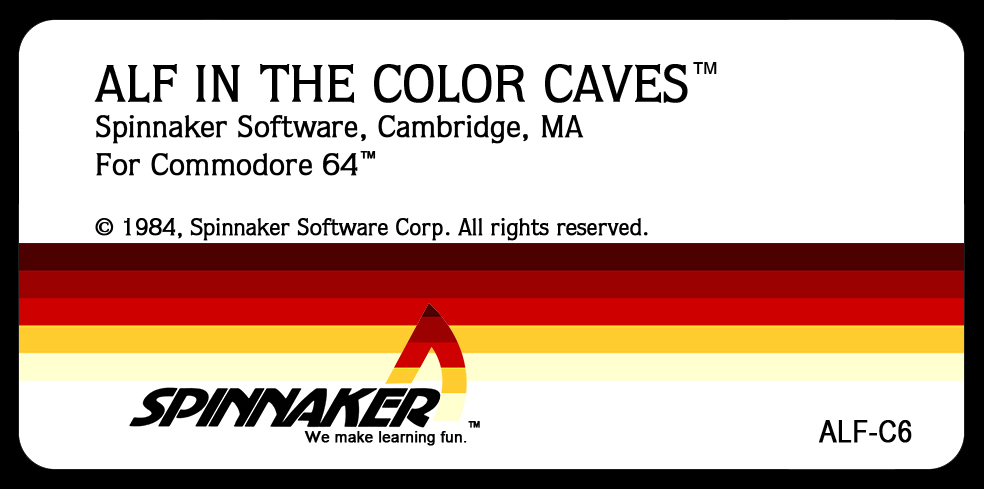 ALF IN THE COLOR CAVES™
Spinnaker Software, Cambridge, MA
For Commodore 64™
© 1984, Spinnaker Software Corp. All rights reserved.
SPINNAKER™
We make learning fun.
ALF-C6